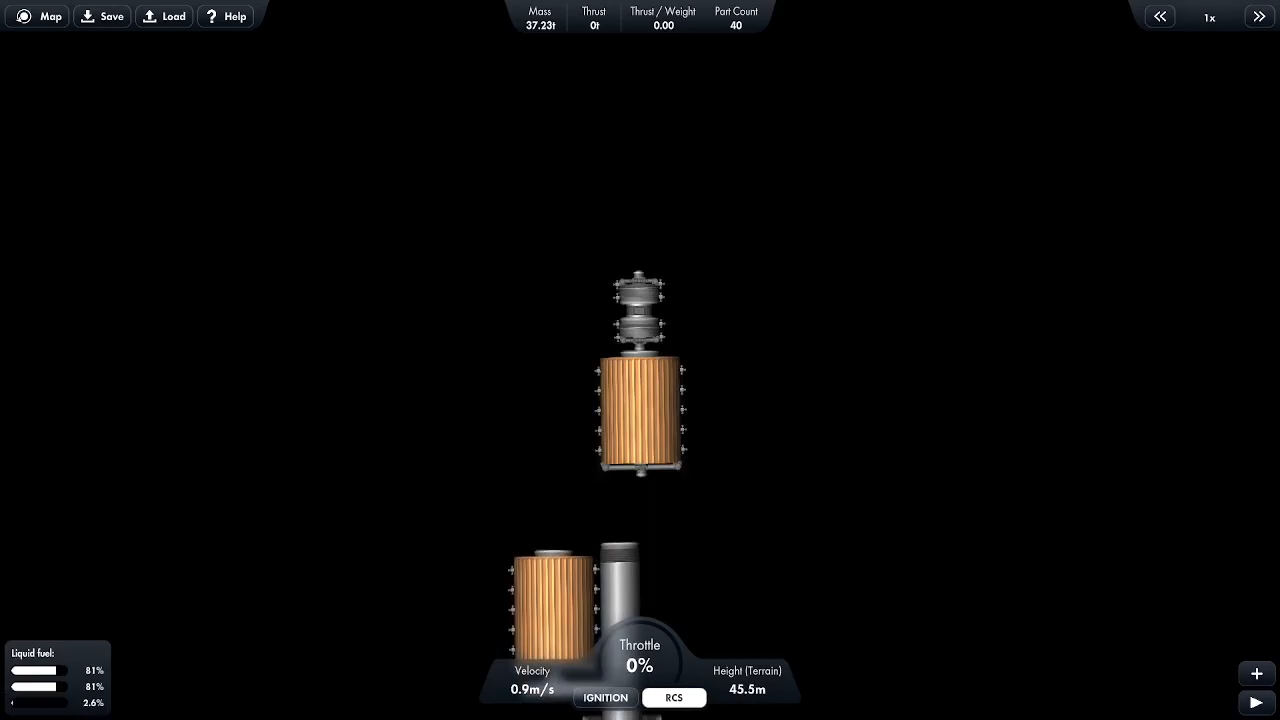 Map
Save
Load
Help
Mass
37.23t
Thrust
0t
Thrust / Weight
0.00
Part Count
40
1x
Liquid fuel:
81%
81%
2.6%
Throttle
0%
Velocity
0.9m/s
Height (Terrain)
45.5m
IGNITION
RCS